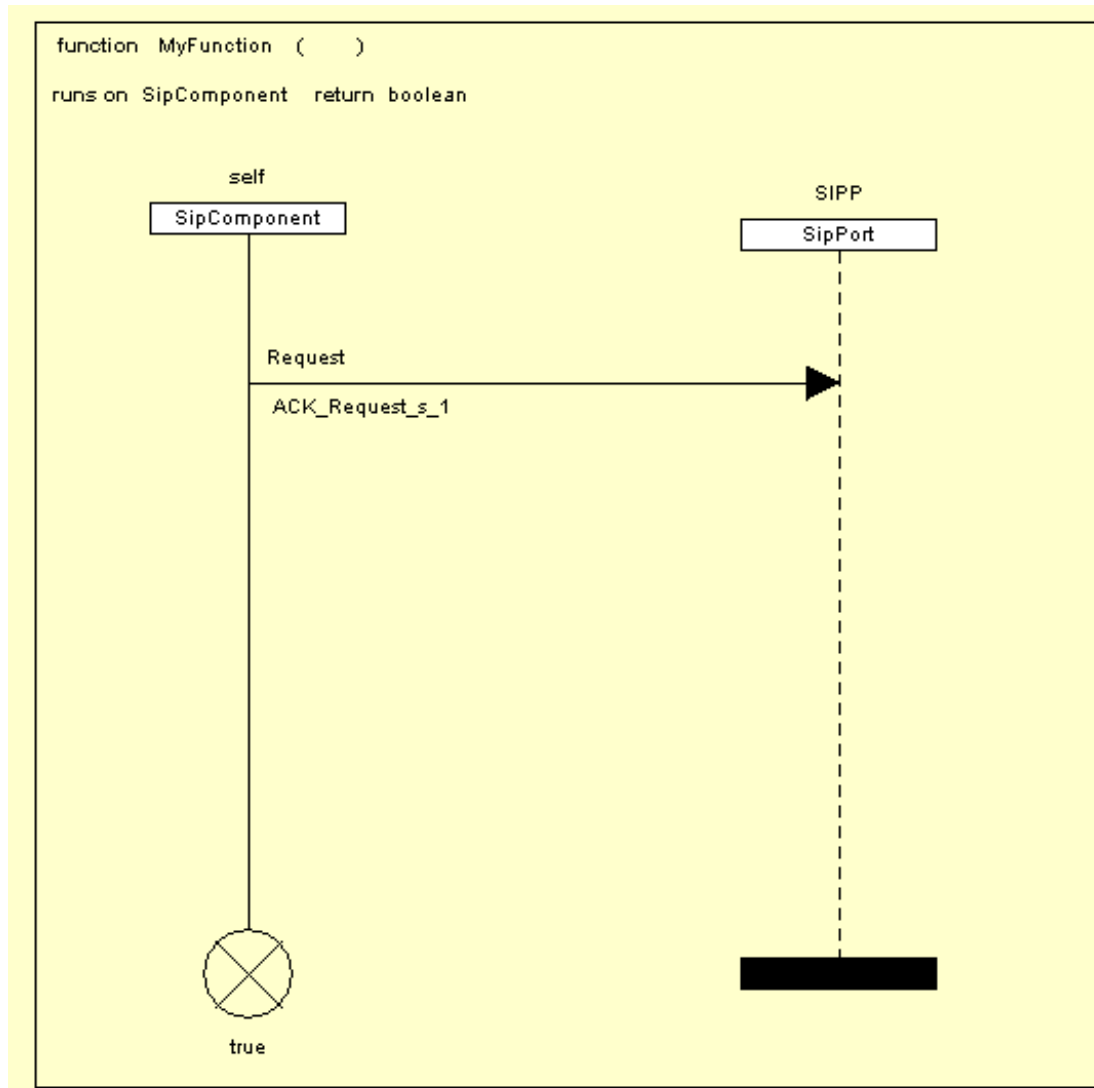 function MyFunction ( )
runs on SipComponent return boolean
self
SipComponent
SIPP
SipPort
Request
ACK_Request_s_1
true